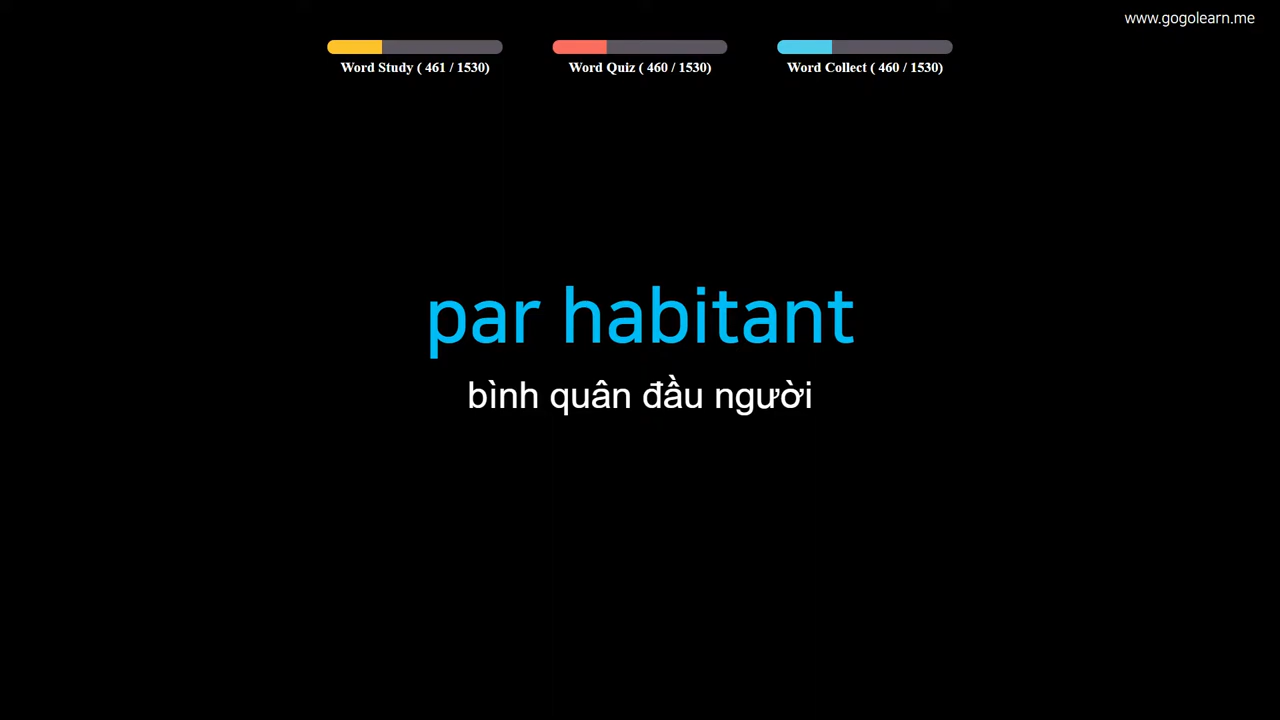 www.gogolearn.me
Word Study ( 461 / 1530) Word Quiz ( 460 / 1530) Word Collect ( 460 / 1530)
par habitant
bình quân đầu người